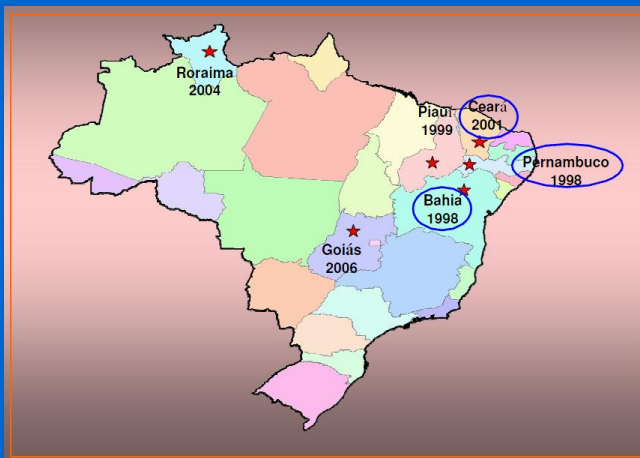 Roraima
2004
Piauí
1999
Ceará
2001
Pernambuco
1998
Bahia
1998
Goiás
2006